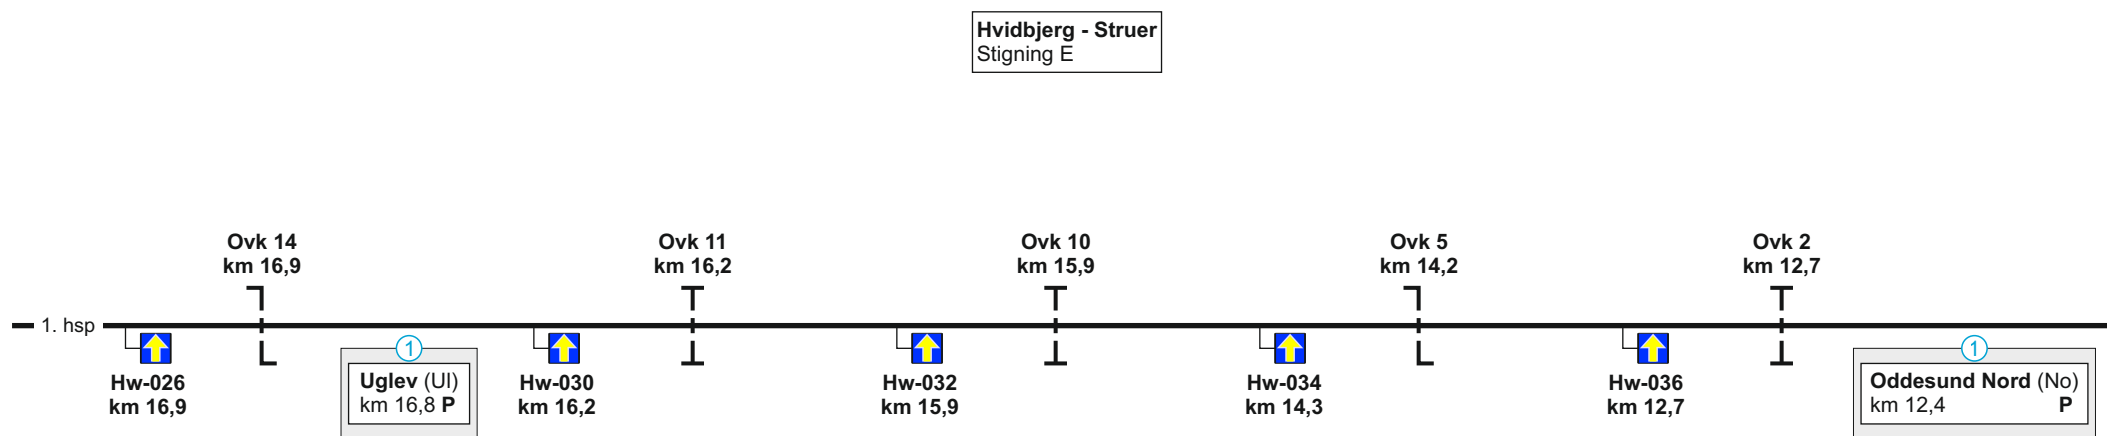 Hvidbjerg - Struer
Stigning E
Ovk 14
km 16,9
Ovk 11
km 16,2
Ovk 10
km 15,9
Ovk 5
km 14,2
Ovk 2
km 12,7
1. hsp
Hw-026
km 16,9
1
Uglev (Ul)
km 16,8 P
Hw-030
km 16,2
Hw-032
km 15,9
Hw-034
km 14,3
Hw-036
km 12,7
1
Oddesund Nord (No)
km 12,4 P